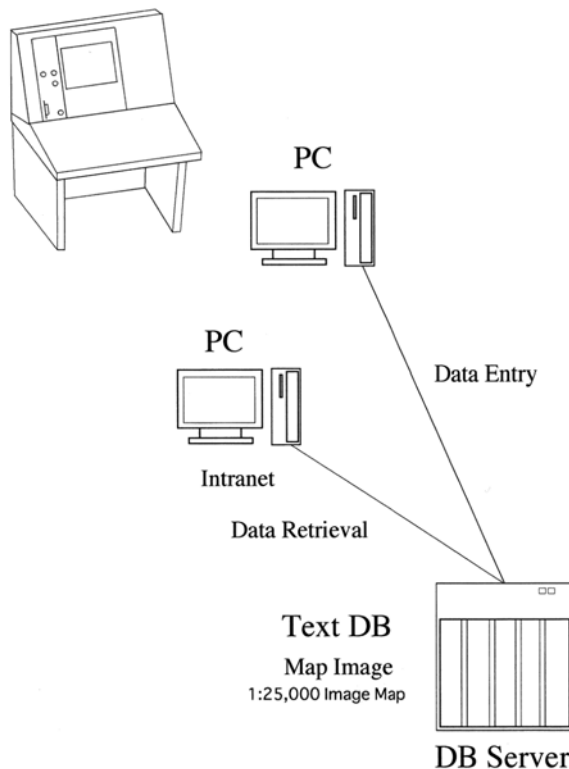 PC
PC
Data Entry
Intranet
Data Retrieval
Text DB
Map Image
1:25,000 Image Map
DB Server